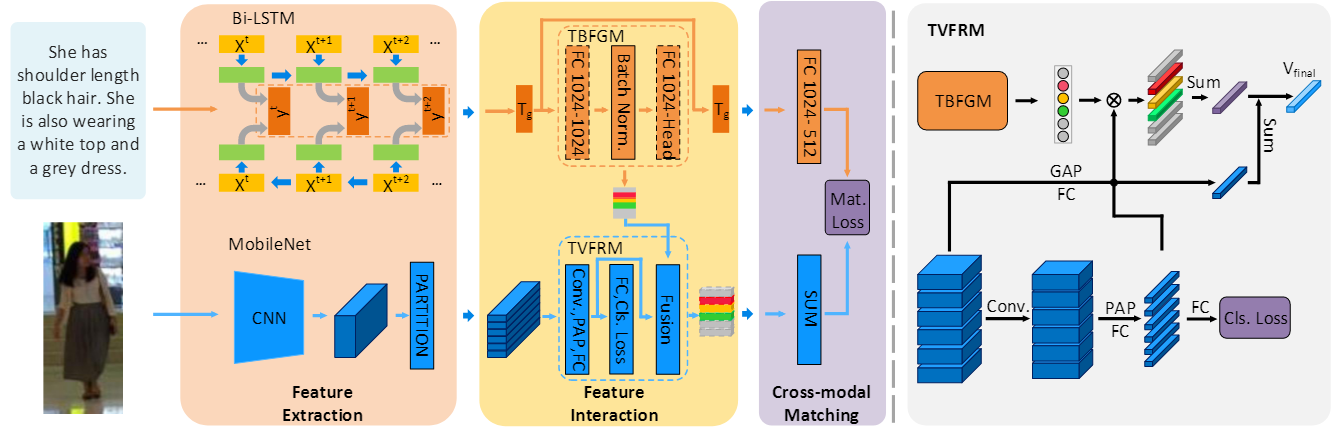 She has
shoulder length
black hair. She
is also wearing
a white top and
a grey dress.
Bi-LSTM
... X^t X^{t+1} X^{t+2} ...
y^t y^{t+1} y^{t+2}
... X^t X^{t+1} X^{t+2} ...
MobileNet
CNN
PARTITION
Feature
Extraction
TBFGM
T_g
FC 1024-1024
Batch Norm.
FC 1024-Head
T_g
TVFRM
Conv.,PAP,FC
FC,Cls. Loss
Fusion
Feature
Interaction
FC 1024- 512
Mat.
Loss
SUM
Cross-modal
Matching
TVFRM
TBFGM
Sum
V_{final}
Sum
GAP
FC
Conv.
PAP
FC
FC
Cls. Loss